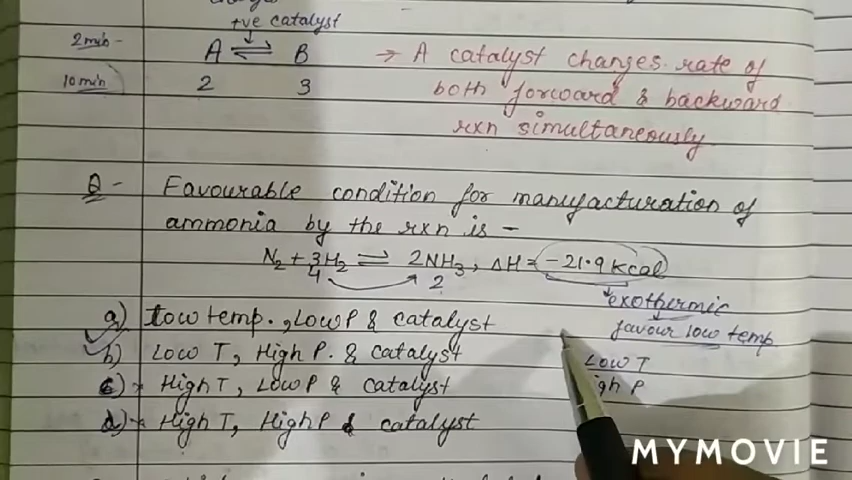 +ve catalyst
2 min - A ⇌ B → A catalyst changes rate of
10 min 2 3 both forward & backward
rxn simultaneously
Q - Favourable condition for manufacturation of
ammonia by the rxn is -
N2 + 3H2 ⇌ 2NH3, ΔH = -21.9 kcal
4 2
exothermic
a) Low temp., Low P & catalyst
favour low temp
b) Low T, High P. & catalyst
Low T
c) High T, Low P & catalyst
High P
d) High T, High P & catalyst
MYMOVIE